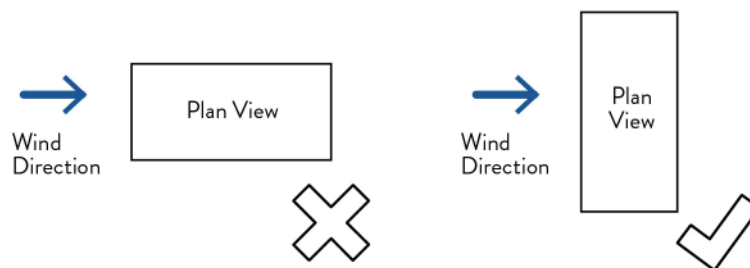 Plan View
Wind
Direction
Plan
View
Wind
Direction